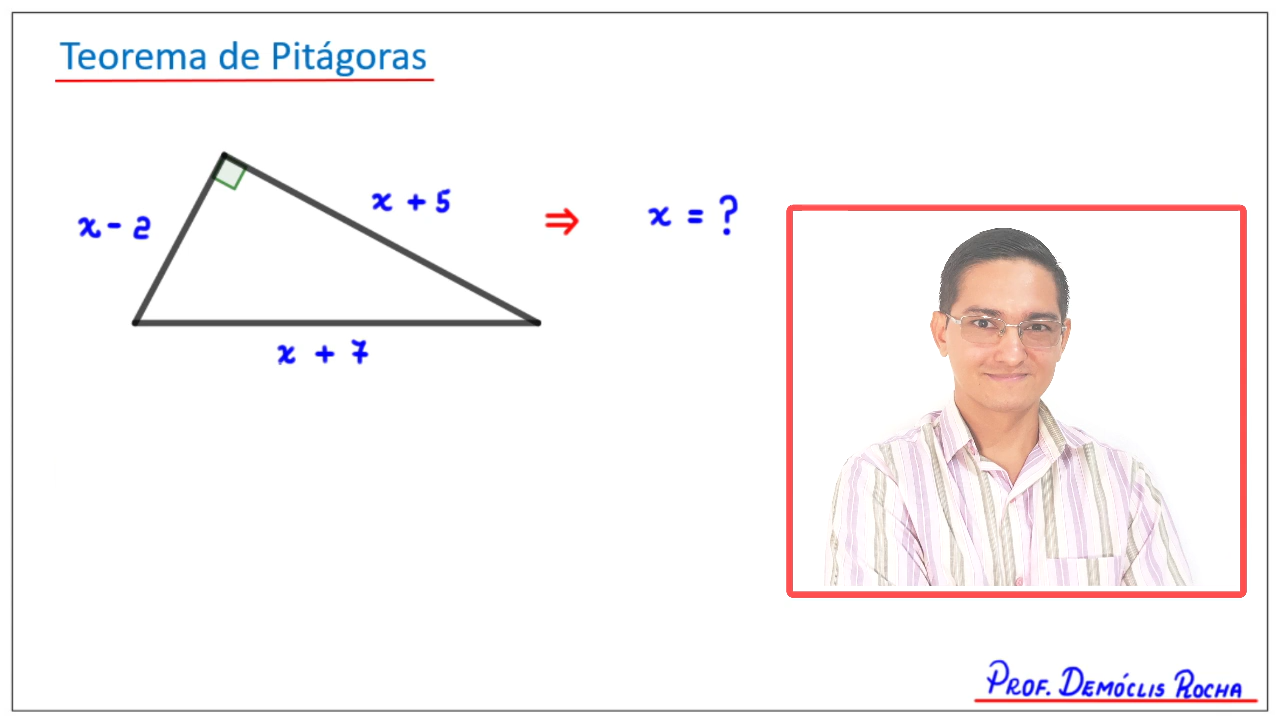 Teorema de Pitágoras
x - 2
x + 5
⇒ x = ?
x + 7
Prof. Demóclis Rocha